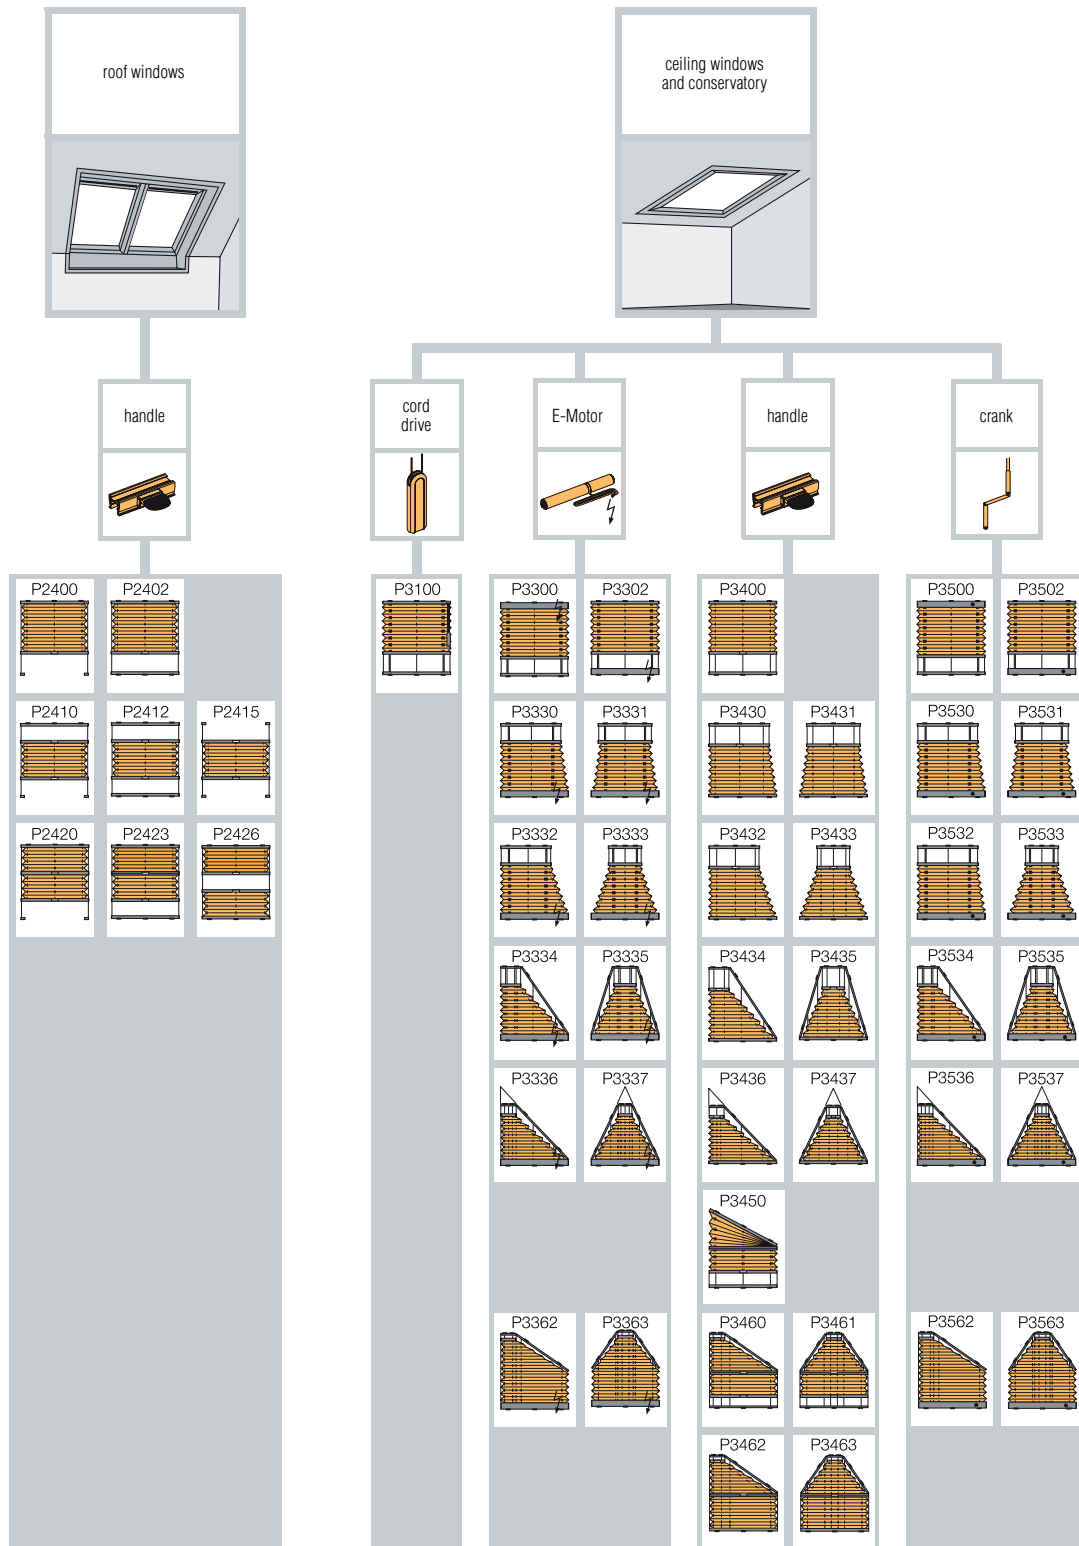 roof windows
ceiling windows
and conservatory
handle
cord
drive
E-Motor
handle
crank
P2400 P2402
P2410 P2412 P2415
P2420 P2423 P2426
P3100
P3300 P3302
P3330 P3331
P3332 P3333
P3334 P3335
P3336 P3337
P3362 P3363
P3400
P3430 P3431
P3432 P3433
P3434 P3435
P3436 P3437
P3450
P3460 P3461
P3462 P3463
P3500 P3502
P3530 P3531
P3532 P3533
P3534 P3535
P3536 P3537
P3562 P3563